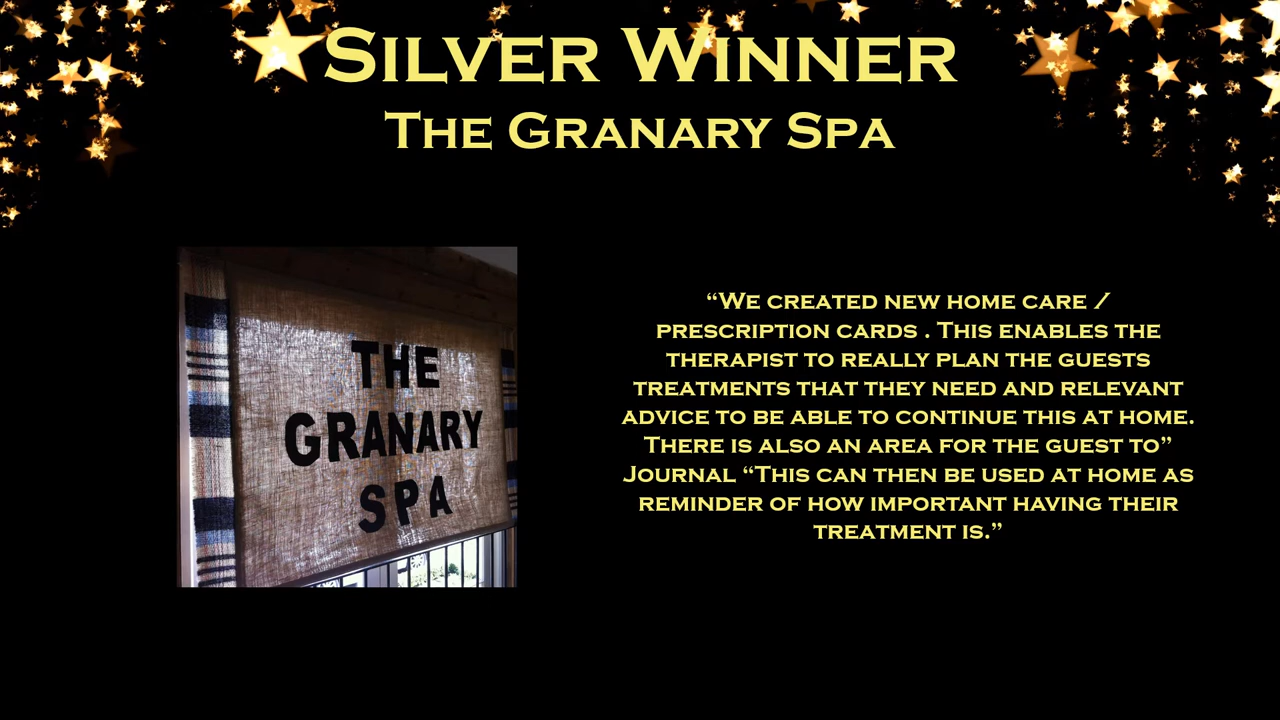 Silver Winner
The Granary Spa
THE
GRANARY
SPA
“We created new home care /
prescription cards . This enables the
therapist to really plan the guests
treatments that they need and relevant
advice to be able to continue this at home.
There is also an area for the guest to”
Journal “This can then be used at home as
reminder of how important having their
treatment is.”